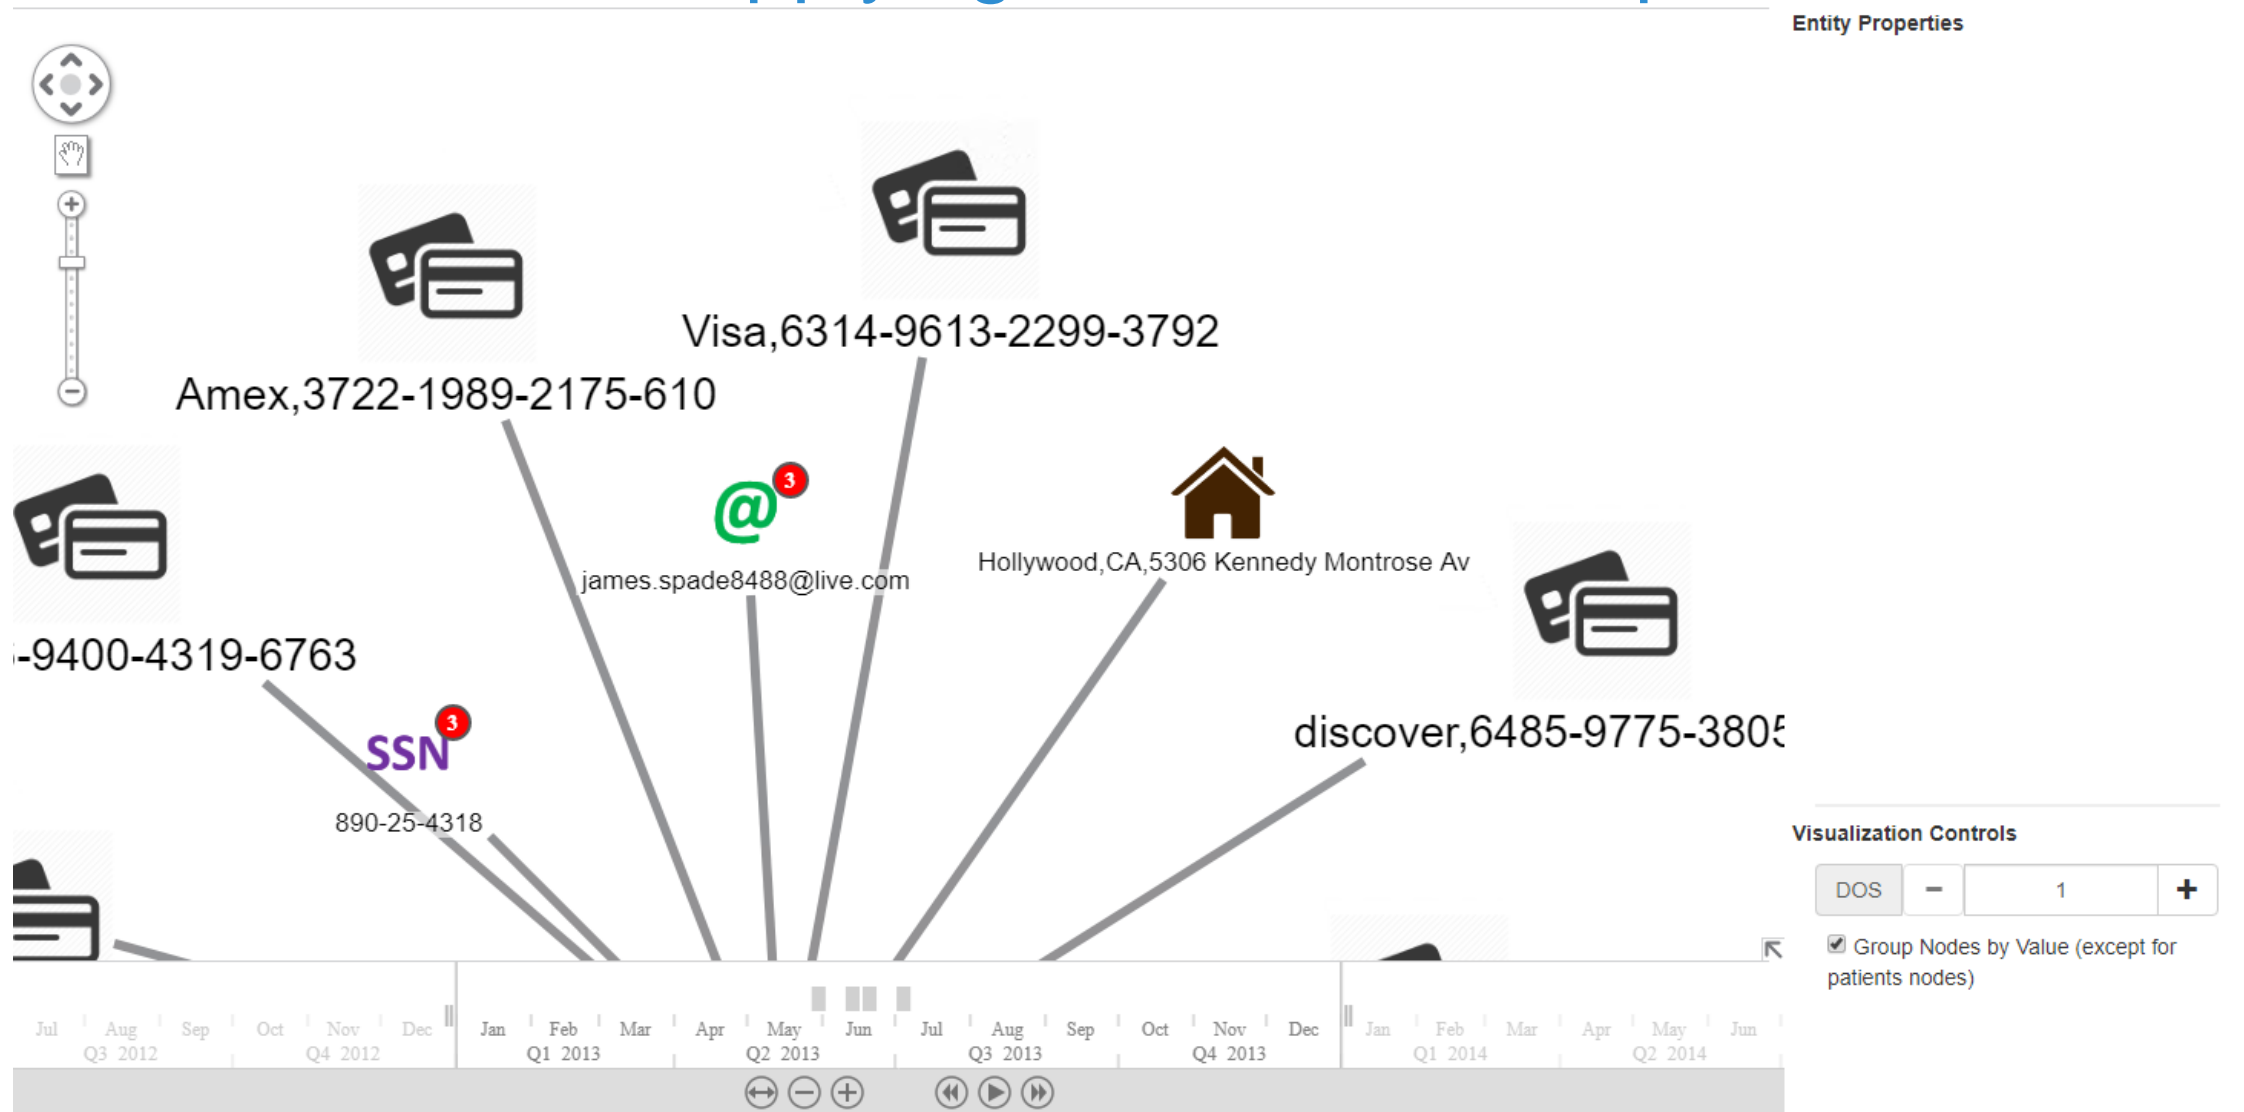 Entity Properties
Visa,6314-9613-2299-3792
Amex,3722-1989-2175-610
3
james.spade8488@live.com
Hollywood,CA,5306 Kennedy Montrose Av
-9400-4319-6763
discover,6485-9775-3805
3
SSN
890-25-4318
Visualization Controls
DOS − 1 +
Group Nodes by Value (except for
patients nodes)
Jul Aug Sep Oct Nov Dec Jan Feb Mar Apr May Jun Jul Aug Sep Oct Nov Dec Jan Feb Mar Apr May Jun
Q3 2012 Q4 2012 Q1 2013 Q2 2013 Q3 2013 Q4 2013 Q1 2014 Q2 2014